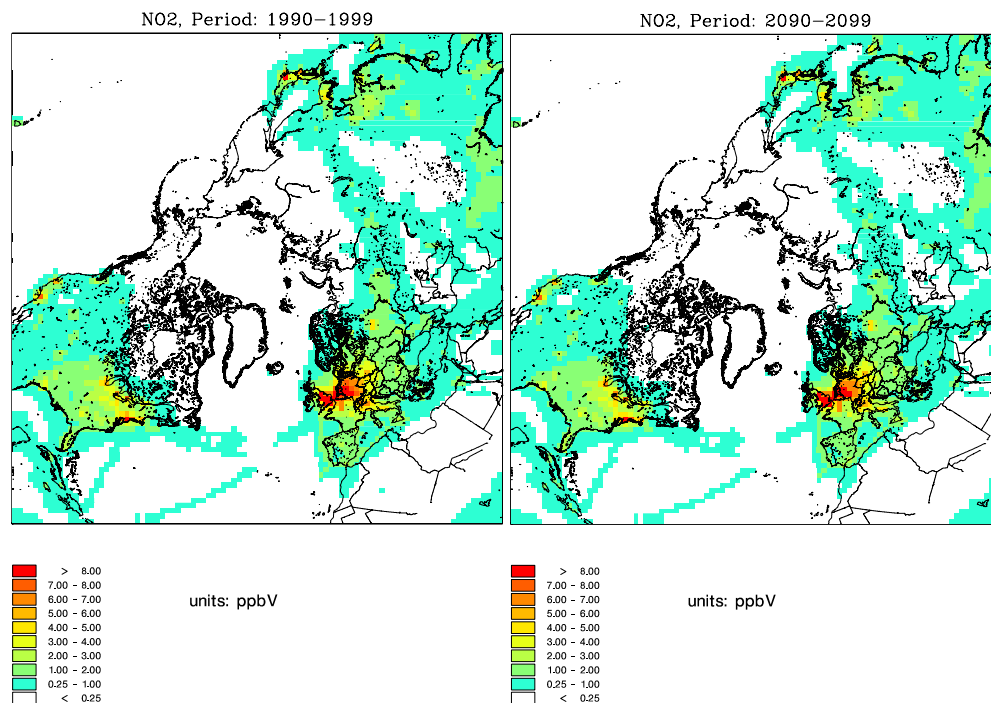 NO2, Period: 1990-1999
NO2, Period: 2090-2099
> 8.00
7.00 - 8.00
6.00 - 7.00
5.00 - 6.00
4.00 - 5.00
3.00 - 4.00
2.00 - 3.00
1.00 - 2.00
0.25 - 1.00
< 0.25
units: ppbV
> 8.00
7.00 - 8.00
6.00 - 7.00
5.00 - 6.00
4.00 - 5.00
3.00 - 4.00
2.00 - 3.00
1.00 - 2.00
0.25 - 1.00
< 0.25
units: ppbV